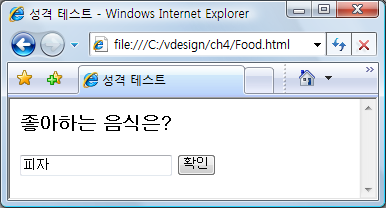 성격 테스트 - Windows Internet Explorer
file:///C:/vdesign/ch4/Food.html
성격 테스트
좋아하는 음식은?
피자 확인